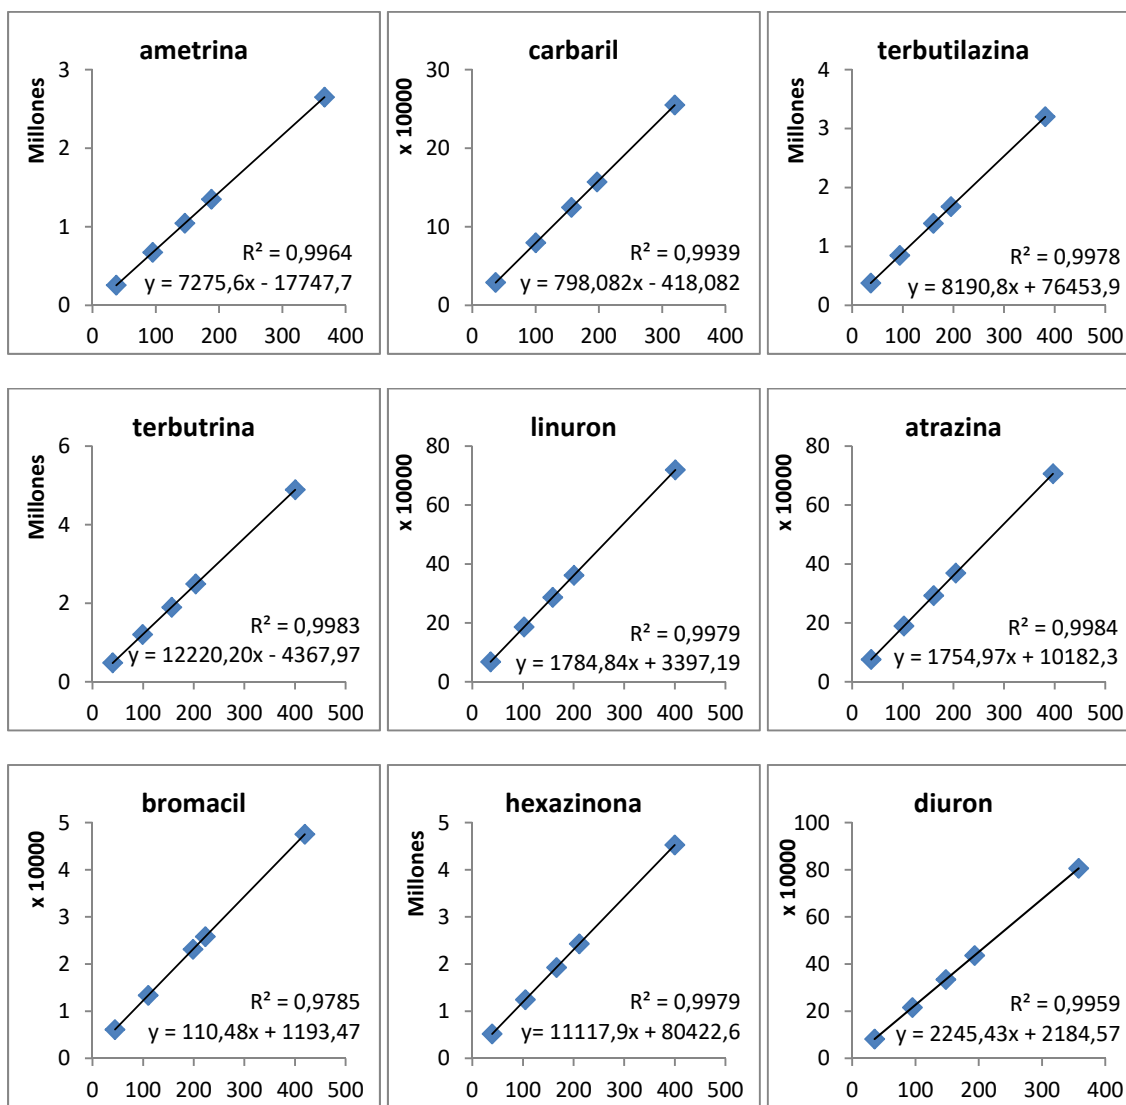 ametrina
Millones
3
2
1
0
R² = 0,9964
y = 7275,6x - 17747,7
0 100 200 300 400
carbaril
x 10000
30
20
10
0
R² = 0,9939
y = 798,082x - 418,082
0 100 200 300 400
terbutilazina
Millones
4
3
2
1
0
R² = 0,9978
y = 8190,8x + 76453,9
0 100 200 300 400 500
terbutrina
Millones
6
4
2
0
R² = 0,9983
y = 12220,20x - 4367,97
0 100 200 300 400 500
linuron
x 10000
80
60
40
20
0
R² = 0,9979
y = 1784,84x + 3397,19
0 100 200 300 400 500
atrazina
x 10000
80
60
40
20
0
R² = 0,9984
y = 1754,97x + 10182,3
0 100 200 300 400 500
bromacil
x 10000
5
4
3
2
1
0
R² = 0,9785
y = 110,48x + 1193,47
0 100 200 300 400 500
hexazinona
Millones
5
4
3
2
1
0
R² = 0,9979
y= 11117,9x + 80422,6
0 100 200 300 400 500
diuron
x 10000
100
80
60
40
20
0
R² = 0,9959
y = 2245,43x + 2184,57
0 100 200 300 400